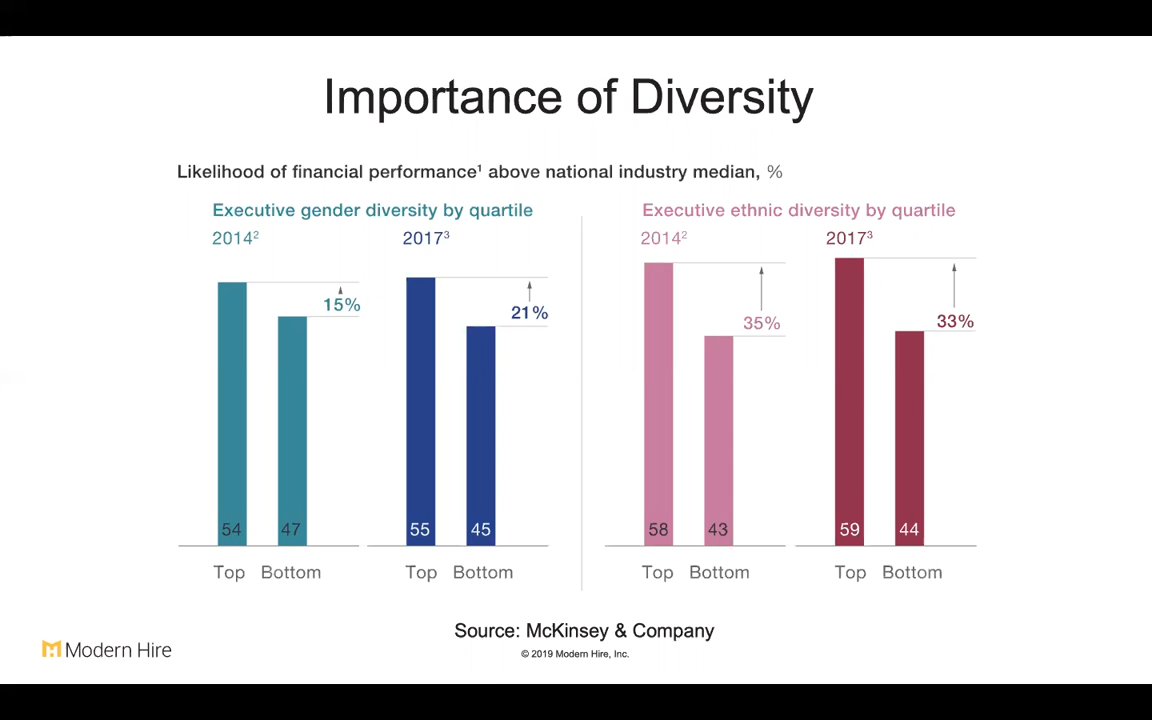 Importance of Diversity
Likelihood of financial performance¹ above national industry median, %
Executive gender diversity by quartile
Executive ethnic diversity by quartile
2014²
2017³
2014²
2017³
15%
21%
35%
33%
54
47
55
45
58
43
59
44
Top
Bottom
Top
Bottom
Top
Bottom
Top
Bottom
Source: McKinsey & Company
Modern Hire
© 2019 Modern Hire, Inc.